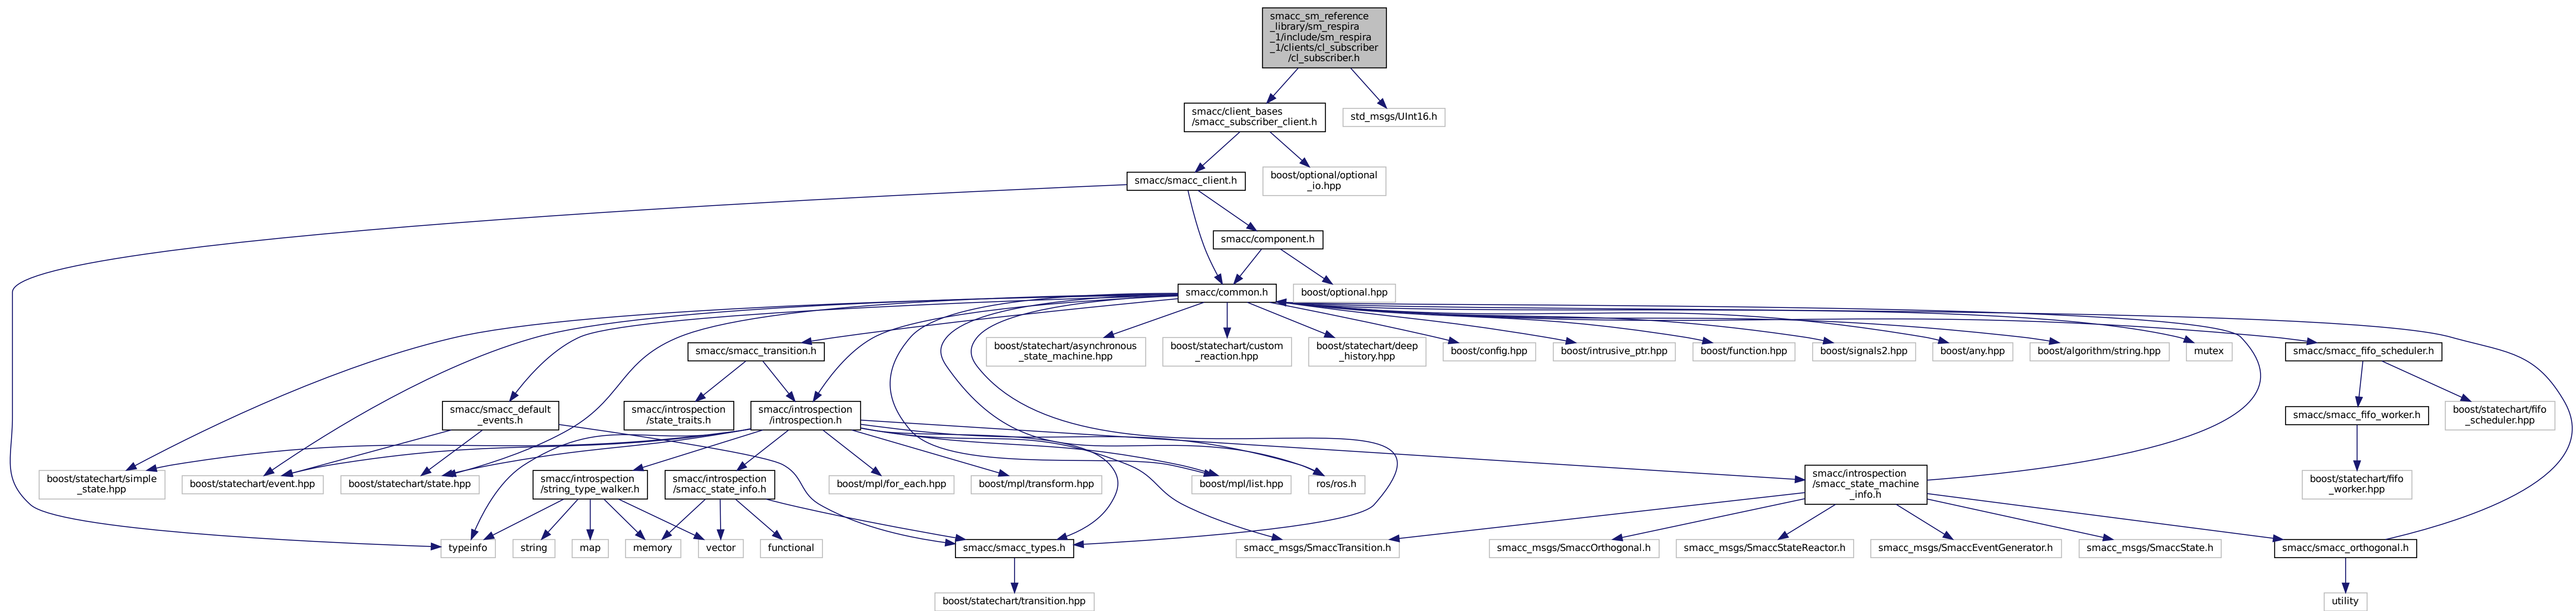 smacc_sm_reference
_library/sm_respira
_1/include/sm_respira
_1/clients/cl_subscriber
/cl_subscriber.h
smacc/client_bases
/smacc_subscriber_client.h
std_msgs/UInt16.h
smacc/smacc_client.h
boost/optional/optional
_io.hpp
smacc/component.h
smacc/common.h
boost/optional.hpp
smacc/smacc_transition.h
boost/statechart/asynchronous
_state_machine.hpp
boost/statechart/custom
_reaction.hpp
boost/statechart/deep
_history.hpp
boost/config.hpp
boost/intrusive_ptr.hpp
boost/function.hpp
boost/signals2.hpp
boost/any.hpp
boost/algorithm/string.hpp
mutex
smacc/smacc_fifo_scheduler.h
smacc/smacc_default
_events.h
smacc/introspection
/state_traits.h
smacc/introspection
/introspection.h
smacc/smacc_fifo_worker.h
boost/statechart/fifo
_scheduler.hpp
boost/statechart/simple
_state.hpp
boost/statechart/event.hpp
boost/statechart/state.hpp
smacc/introspection
/string_type_walker.h
smacc/introspection
/smacc_state_info.h
boost/mpl/for_each.hpp
boost/mpl/transform.hpp
boost/mpl/list.hpp
ros/ros.h
smacc/introspection
/smacc_state_machine
_info.h
boost/statechart/fifo
_worker.hpp
typeinfo
string
map
memory
vector
functional
smacc/smacc_types.h
smacc_msgs/SmaccTransition.h
smacc_msgs/SmaccOrthogonal.h
smacc_msgs/SmaccStateReactor.h
smacc_msgs/SmaccEventGenerator.h
smacc_msgs/SmaccState.h
smacc/smacc_orthogonal.h
boost/statechart/transition.hpp
utility